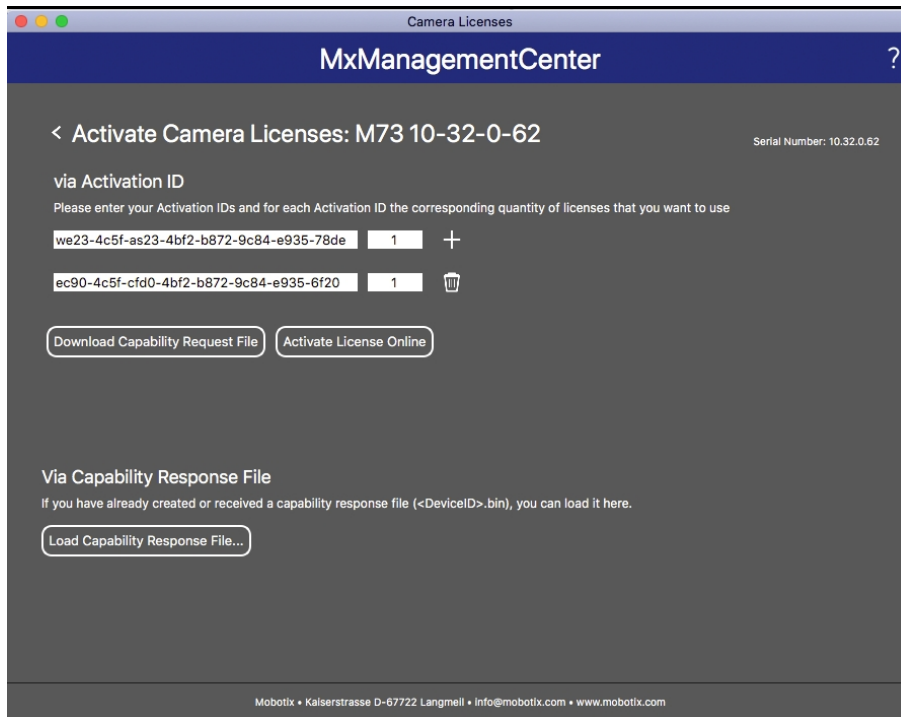 Camera Licenses
MxManagementCenter
?
< Activate Camera Licenses: M73 10-32-0-62
Serial Number: 10.32.0.62
via Activation ID
Please enter your Activation IDs and for each Activation ID the corresponding quantity of licenses that you want to use
we23-4c5f-as23-4bf2-b872-9c84-e935-78de 1 +
ec90-4c5f-cfd0-4bf2-b872-9c84-e935-6f20 1
Download Capability Request File Activate License Online
Via Capability Response File
If you have already created or received a capability response file (<DeviceID>.bin), you can load it here.
Load Capability Response File...
Mobotix • Kaiserstrasse D-67722 Langmeil • info@mobotix.com • www.mobotix.com